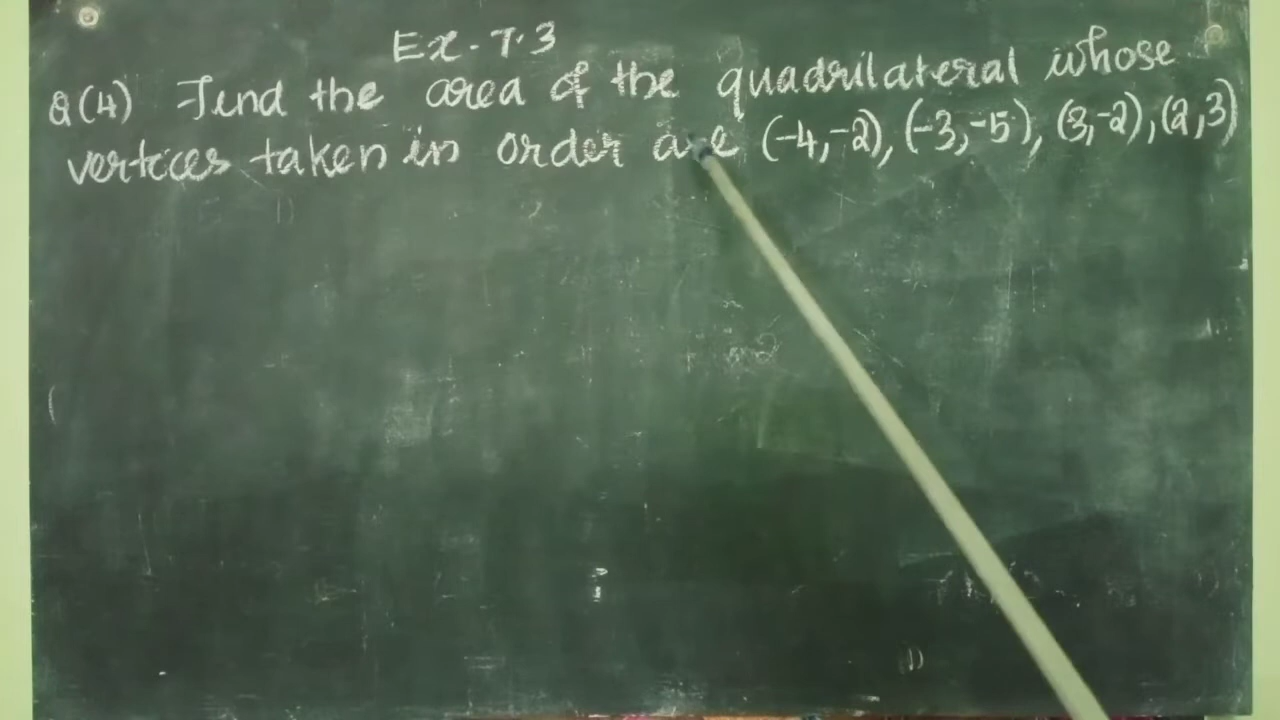 Ex-7.3
Q(4) Find the area of the quadrilateral whose
vertices taken in order are (-4,-2), (-3,-5), (3,-2), (2,3)